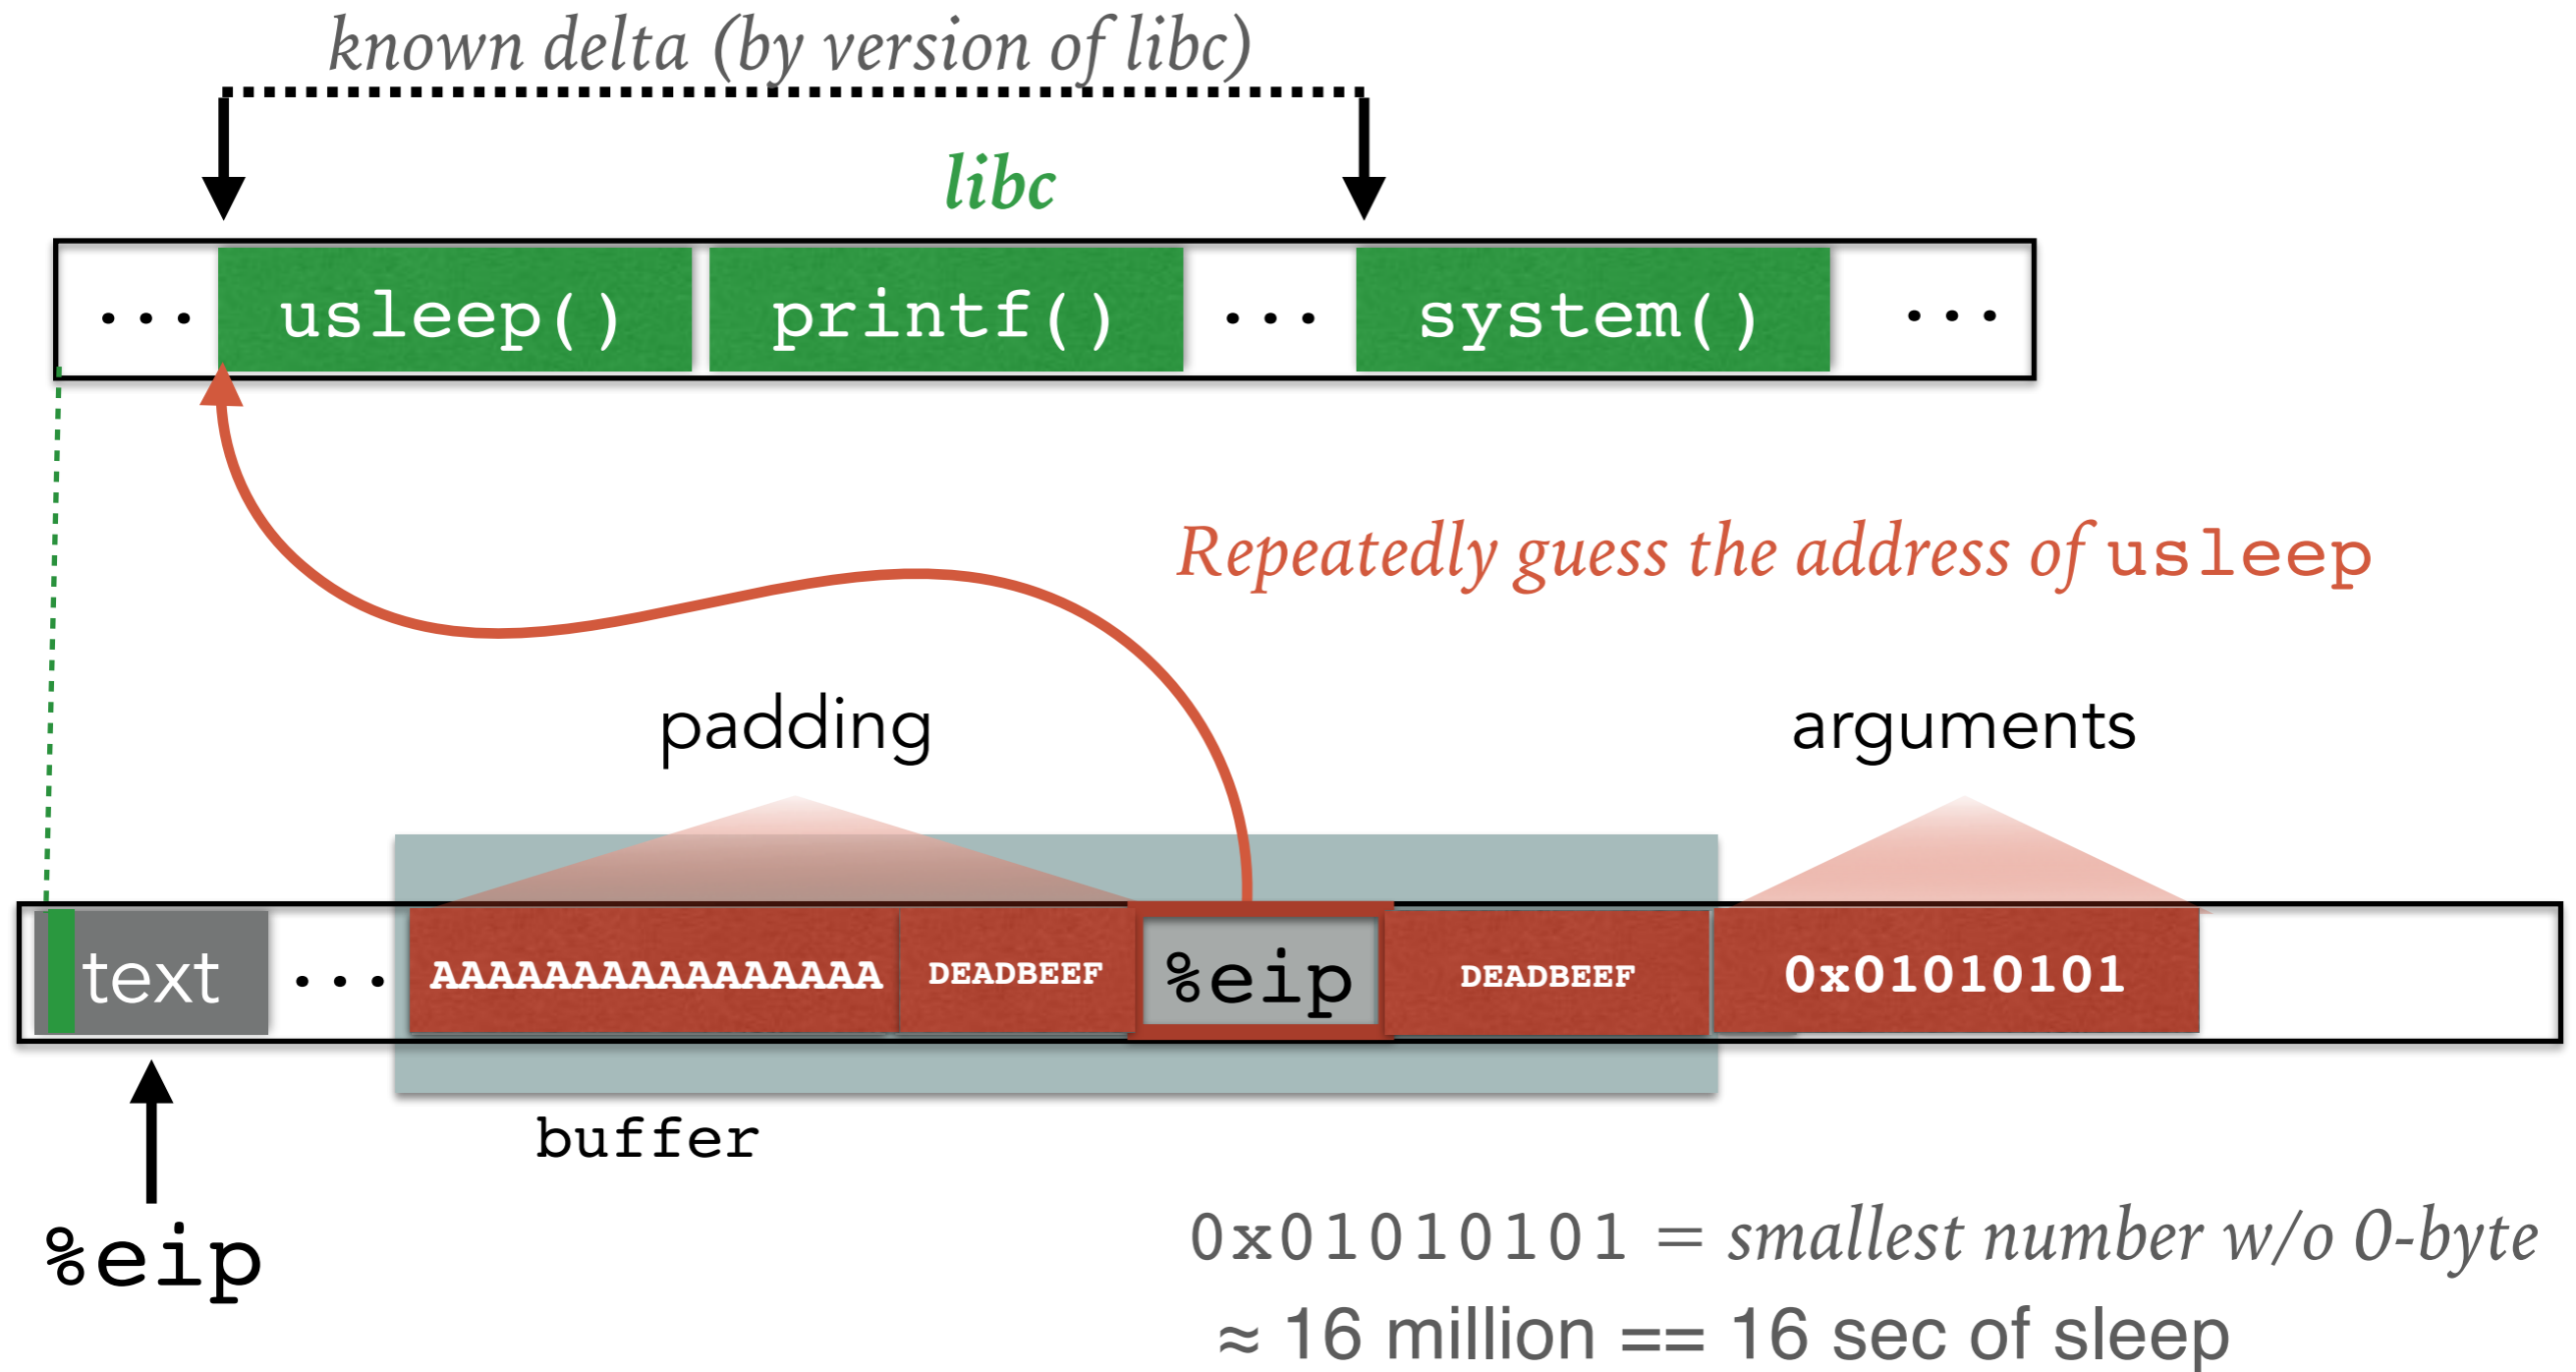 known delta (by version of libc)
libc
... usleep() printf() ... system() ...
Repeatedly guess the address of usleep
padding
arguments
text ... AAAAAAAAAAAAAAAA DEADBEEF %eip DEADBEEF 0x01010101
buffer
%eip
0x01010101 = smallest number w/o 0-byte
≈ 16 million == 16 sec of sleep